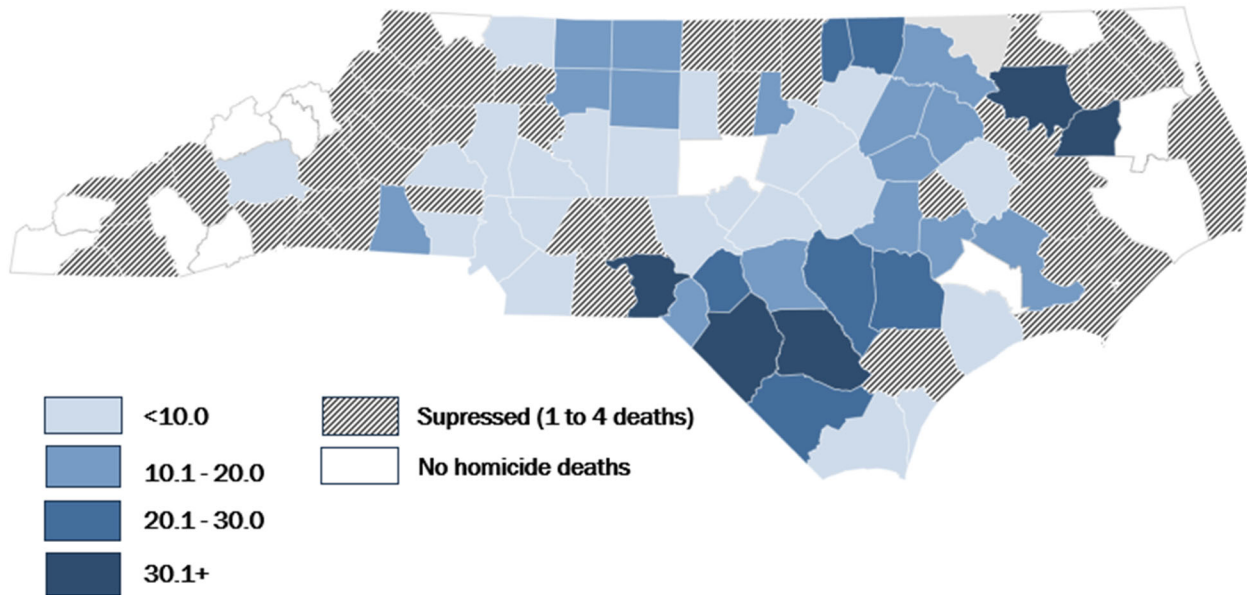 <10.0
10.1 - 20.0
20.1 - 30.0
30.1+
Supressed (1 to 4 deaths)
No homicide deaths